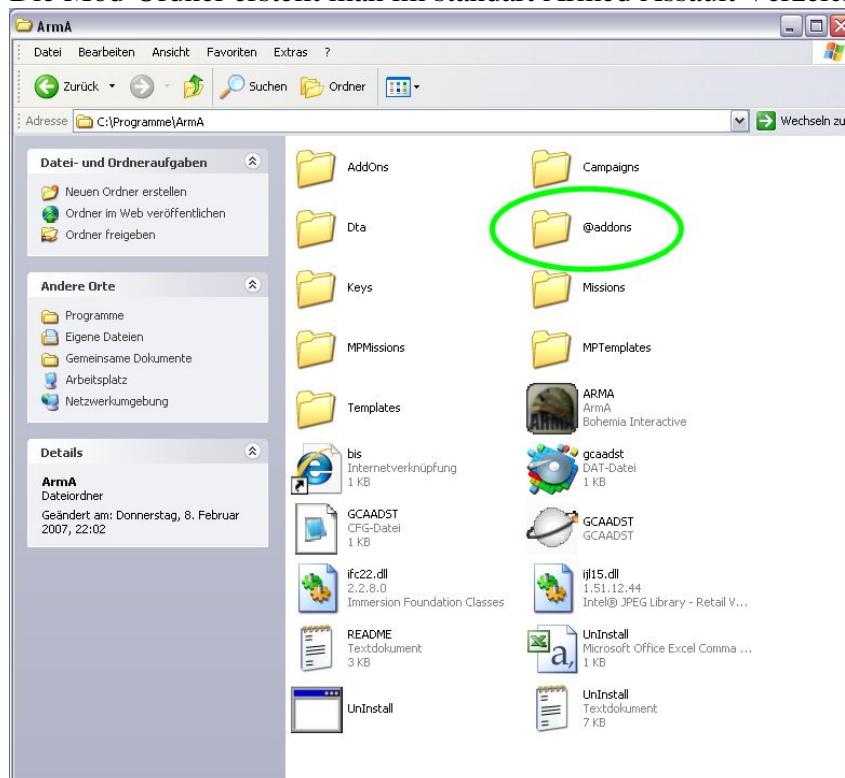 Die Mod-Ordner erstellt man im standart Armed Assault-Verzeic
ArmA
Datei Bearbeiten Ansicht Favoriten Extras ?
Zurück Suchen Ordner
Adresse C:\Programme\ArmA Wechseln zu
Datei- und Ordneraufgaben
Neuen Ordner erstellen
Ordner im Web veröffentlichen
Ordner freigeben
Andere Orte
Programme
Eigene Dateien
Gemeinsame Dokumente
Arbeitsplatz
Netzwerkumgebung
Details
ArmA
Dateiordner
Geändert am: Donnerstag, 8. Februar
2007, 22:02
AddOns
Campaigns
Dta
@addons
Keys
Missions
MPMissions
MPTemplates
Templates
ARMA
ArmA
Bohemia Interactive
bis
Internetverknüpfung
1 KB
gcaadst
DAT-Datei
1 KB
GCAADST
CFG-Datei
1 KB
GCAADST
GCAADST
ifc22.dll
2.2.8.0
Immersion Foundation Classes
ijl15.dll
1.51.12.44
Intel® JPEG Library - Retail V...
README
Textdokument
3 KB
UnInstall
Microsoft Office Excel Comma ...
1 KB
UnInstall
UnInstall
Textdokument
7 KB